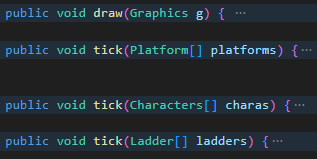 public void draw(Graphics g) { ...
public void tick(Platform[] platforms) { ...
public void tick(Characters[] charas) { ...
public void tick(Ladder[] ladders) { ...